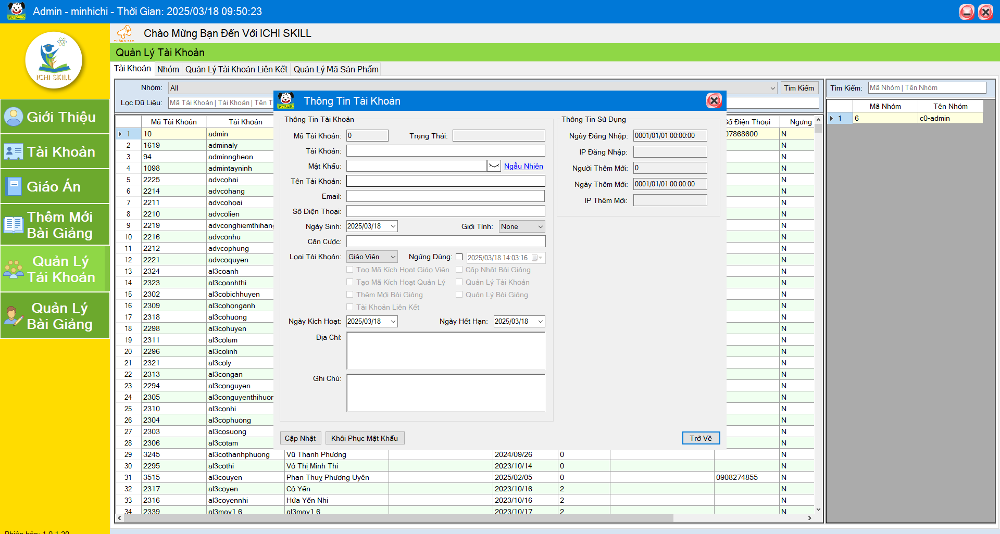 Admin - minhichi - Thời Gian: 2025/03/18 09:50:23
THÔNG BÁO
Chào Mừng Bạn Đến Với ICHI SKILL
ICHI SKILL
Quản Lý Tài Khoản
Tài Khoản Nhóm Quản Lý Tài Khoản Liên Kết Quản Lý Mã Sản Phẩm
Giới Thiệu
Tài Khoản
Giáo Án
Thêm Mới
Bài Giảng
Quản Lý
Tài Khoản
Quản Lý
Bài Giảng
Nhóm: All Tìm Kiếm
Lọc Dữ Liệu: Mã Tài Khoản | Tài Khoản | Tên T
Tìm Kiếm: Mã Nhóm | Tên Nhóm
Mã Nhóm Tên Nhóm
1 6 c0-admin
Mã Tài Khoản Tài Khoản Số Điện Thoại Ngưng
1 10 admin 07868600 N
2 1619 adminaly N
3 94 adminnghean N
4 1098 admintayninh N
5 2225 advcohai N
6 2214 advcohang N
7 2211 advcohoai N
8 2210 advcolien N
9 2219 advconghiemthihang N
10 2216 advconhu N
11 2212 advcophung N
12 2221 advcoquyen N
13 2324 al3coanh N
14 2323 al3coanhthi N
15 2302 al3cobichhuyen N
16 2309 al3cohonganh N
17 2318 al3cohuong N
18 2298 al3cohuyen N
19 2311 al3colam N
20 2296 al3colinh N
21 2321 al3coly N
22 2313 al3congan N
23 2294 al3conguyen N
24 2305 al3conguyenthihuon N
25 2310 al3conhi N
26 2304 al3cophuong N
27 2303 al3cosuong N
28 2306 al3cotam N
29 3245 al3cothanhphuong Vũ Thanh Phương 2024/09/26 0 N
30 2295 al3cothi Võ Thị Minh Thi 2023/10/14 0 N
31 3515 al3couyen Phan Thuỵ Phương Uyên 2025/02/05 0 0908274855 N
32 2317 al3coyen Cô Yến 2023/10/16 2 N
33 2316 al3coyennhi Hứa Yến Nhi 2023/10/16 2 N
34 2339 al3may1.6 al3may1.6 2023/10/17 2 N
Thông Tin Tài Khoản
Thông Tin Tài Khoản
Mã Tài Khoản: 0 Trạng Thái:
Tài Khoản:
Mật Khẩu: Ngẫu Nhiên
Tên Tài Khoản:
Email:
Số Điện Thoại:
Ngày Sinh: 2025/03/18 Giới Tính: None
Căn Cước:
Loại Tài Khoản: Giáo Viên Ngừng Dùng: 2025/03/18 14:03:16
Tạo Mã Kích Hoạt Giáo Viên Cập Nhật Bài Giảng
Tạo Mã Kích Hoạt Quản Lý Quản Lý Tài Khoản
Thêm Mới Bài Giảng Quản Lý Bài Giảng
Tài Khoản Liên Kết
Ngày Kích Hoạt: 2025/03/18 Ngày Hết Hạn: 2025/03/18
Địa Chỉ:
Ghi Chú:
Thông Tin Sử Dụng
Ngày Đăng Nhập: 0001/01/01 00:00:00
IP Đăng Nhập:
Người Thêm Mới: 0
Ngày Thêm Mới: 0001/01/01 00:00:00
IP Thêm Mới:
Cập Nhật Khôi Phục Mật Khẩu Trở Về
Phiên bản: 1.0.1.20